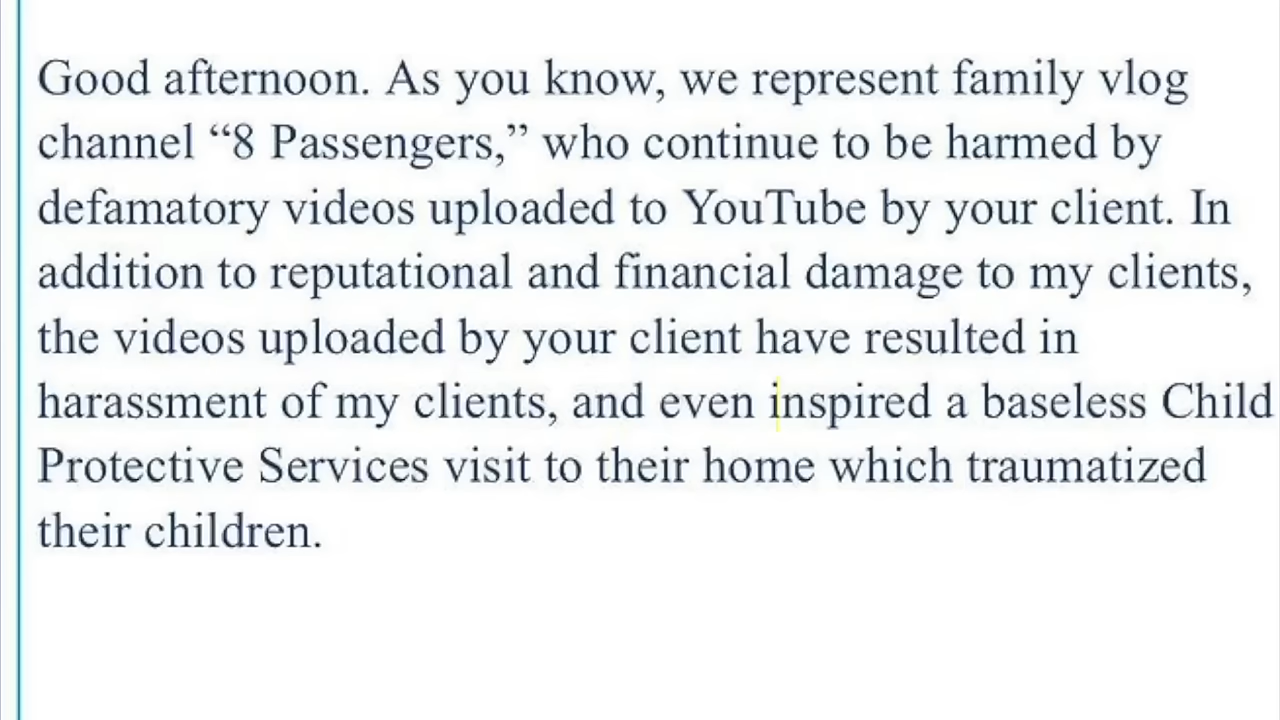 Good afternoon. As you know, we represent family vlog
channel “8 Passengers,” who continue to be harmed by
defamatory videos uploaded to YouTube by your client. In
addition to reputational and financial damage to my clients,
the videos uploaded by your client have resulted in
harassment of my clients, and even inspired a baseless Child
Protective Services visit to their home which traumatized
their children.